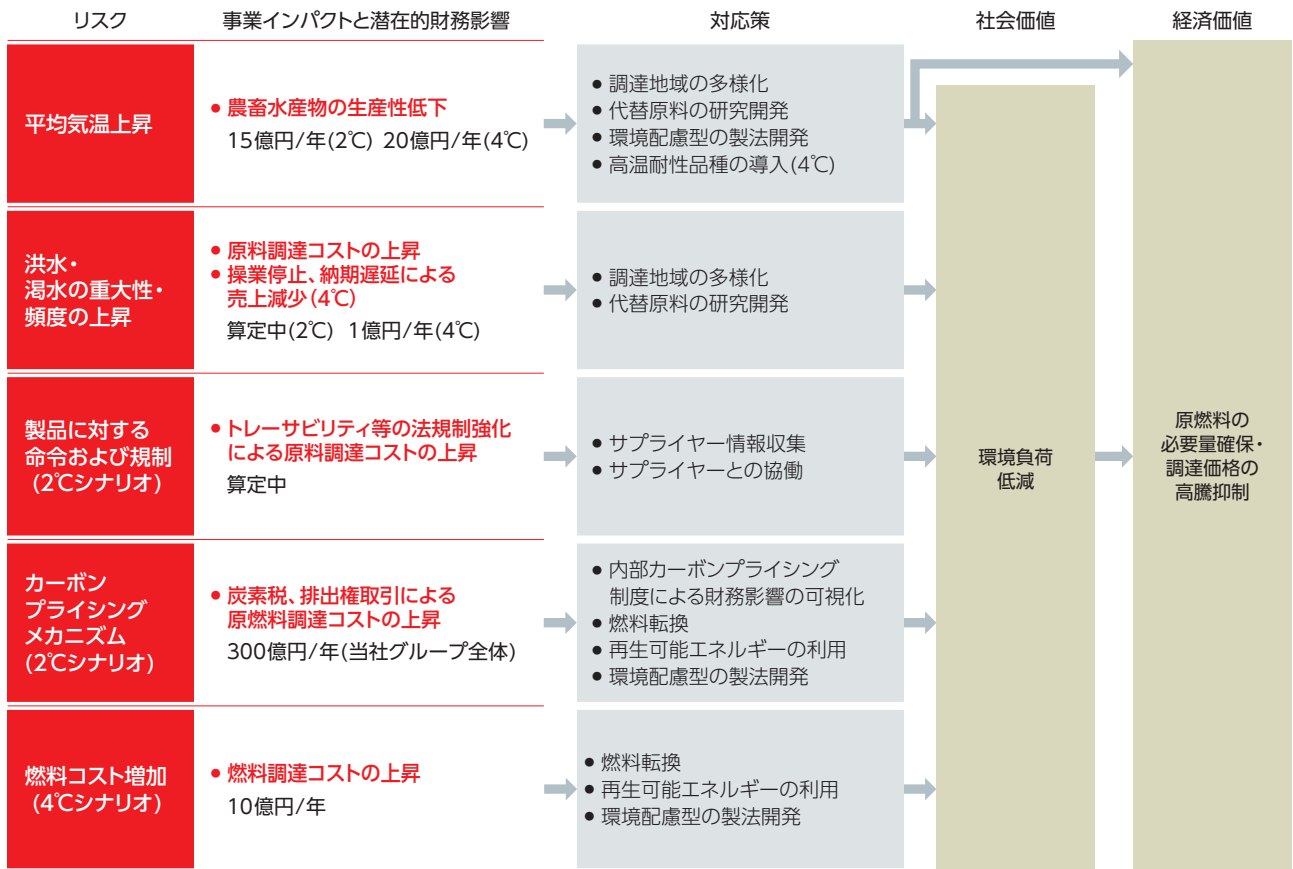 リスク
事業インパクトと潜在的財務影響
対応策
社会価値
経済価値
平均気温上昇
● 農畜水産物の生産性低下
15億円/年(2℃) 20億円/年(4℃)
● 調達地域の多様化
● 代替原料の研究開発
● 環境配慮型の製法開発
● 高温耐性品種の導入(4℃)
洪水・
渇水の重大性・
頻度の上昇
● 原料調達コストの上昇
● 操業停止、納期遅延による
売上減少(4℃)
算定中(2℃) 1億円/年(4℃)
● 調達地域の多様化
● 代替原料の研究開発
製品に対する
命令および規制
(2℃シナリオ)
● トレーサビリティ等の法規制強化
による原料調達コストの上昇
算定中
● サプライヤー情報収集
● サプライヤーとの協働
カーボン
プライシング
メカニズム
(2℃シナリオ)
● 炭素税、排出権取引による
原燃料調達コストの上昇
300億円/年(当社グループ全体)
● 内部カーボンプライシング
制度による財務影響の可視化
● 燃料転換
● 再生可能エネルギーの利用
● 環境配慮型の製法開発
燃料コスト増加
(4℃シナリオ)
● 燃料調達コストの上昇
10億円/年
● 燃料転換
● 再生可能エネルギーの利用
● 環境配慮型の製法開発
環境負荷
低減
原燃料の
必要量確保・
調達価格の
高騰抑制